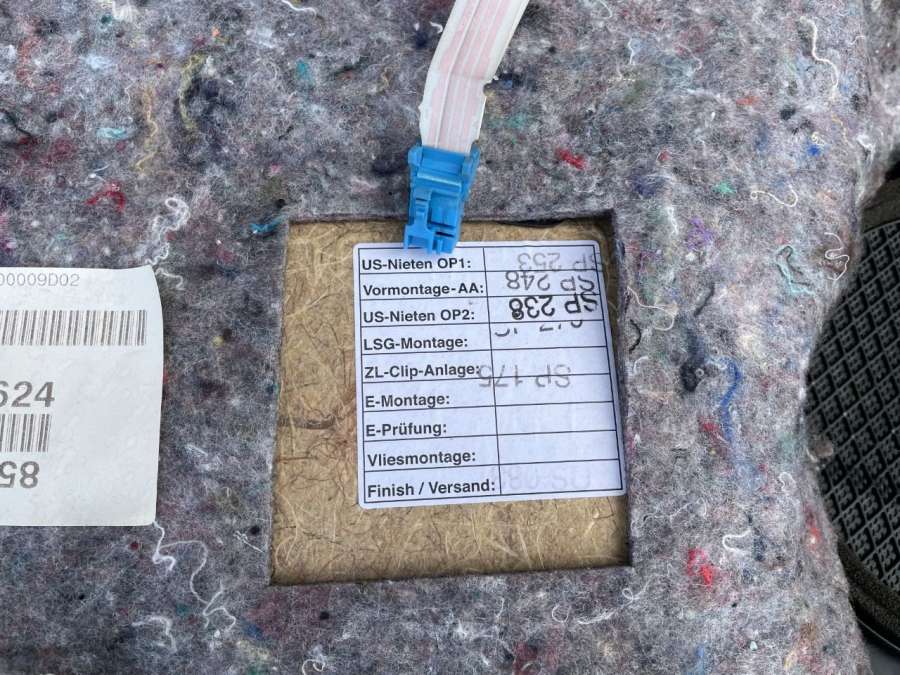 00009D02
624
85
US-Nieten OP1: SP 253
Vormontage-AA: SP 248
US-Nieten OP2: SP 238
LSG-Montage:
ZL-Clip-Anlage: SP 175
E-Montage:
E-Prüfung:
Vliesmontage:
Finish / Versand: